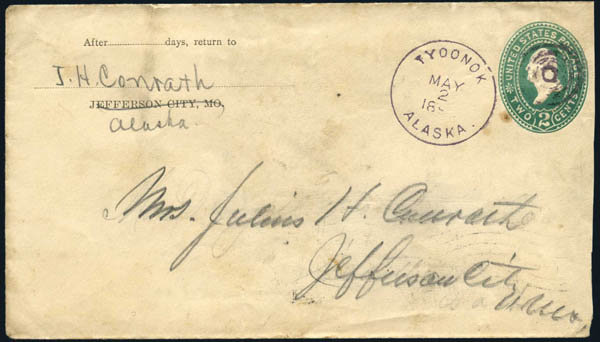 After ........................ days, return to
J. H. Conrath
JEFFERSON CITY, MO,
Alaska.
TYOONOK
MAY
2
ALASKA.
UNITED STATES
TWO 2 CENTS
Mrs. Julius H. Conrath
Jefferson City